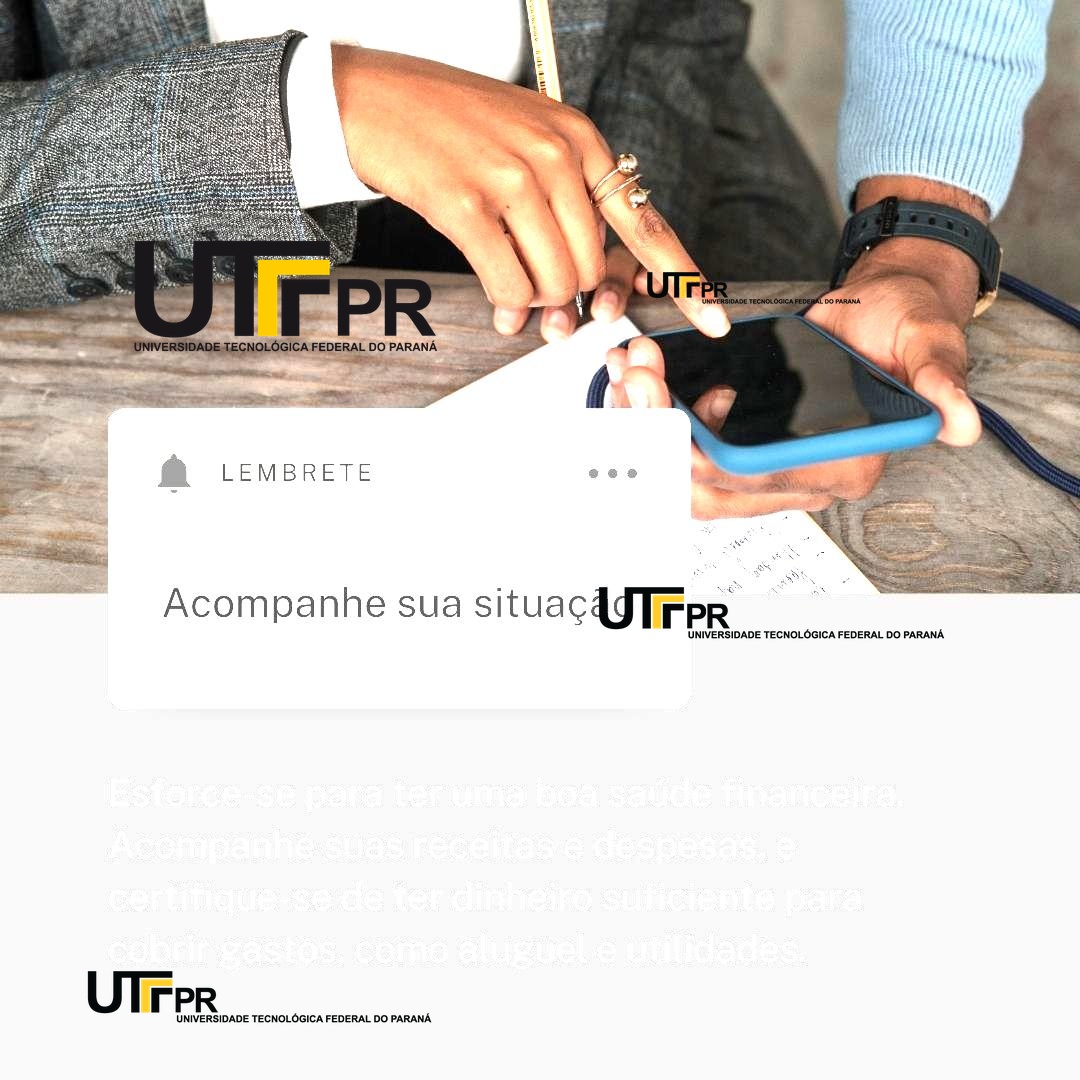 UTFPR
UNIVERSIDADE TECNOLÓGICA FEDERAL DO PARANÁ
UTFPR
UNIVERSIDADE TECNOLÓGICA FEDERAL DO PARANÁ
LEMBRETE
Acompanhe sua situação
UTFPR
UNIVERSIDADE TECNOLÓGICA FEDERAL DO PARANÁ
Esforce-se para ter uma boa saúde financeira.
Acompanhe suas receitas e despesas, e
certifique-se de ter dinheiro suficiente para
cobrir gastos, como aluguel e utilidades.
UTFPR
UNIVERSIDADE TECNOLÓGICA FEDERAL DO PARANÁ